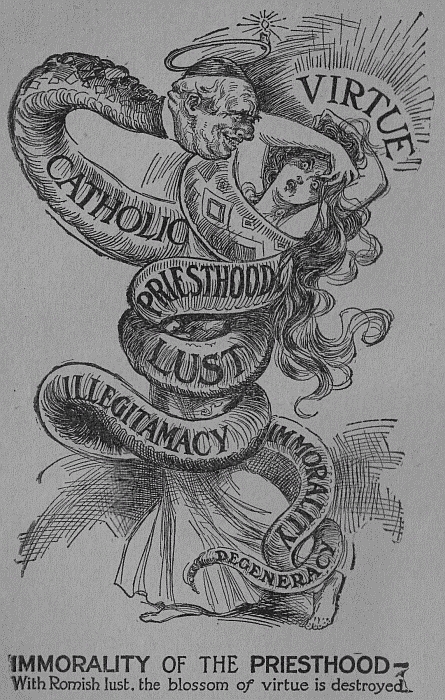 VIRTUE
CATHOLIC
PRIESTHOOD
LUST
ILLEGITAMACY
IMMORALITY
DEGENERACY
IMMORALITY OF THE PRIESTHOOD
With Romish lust, the blossom of virtue is destroyed.